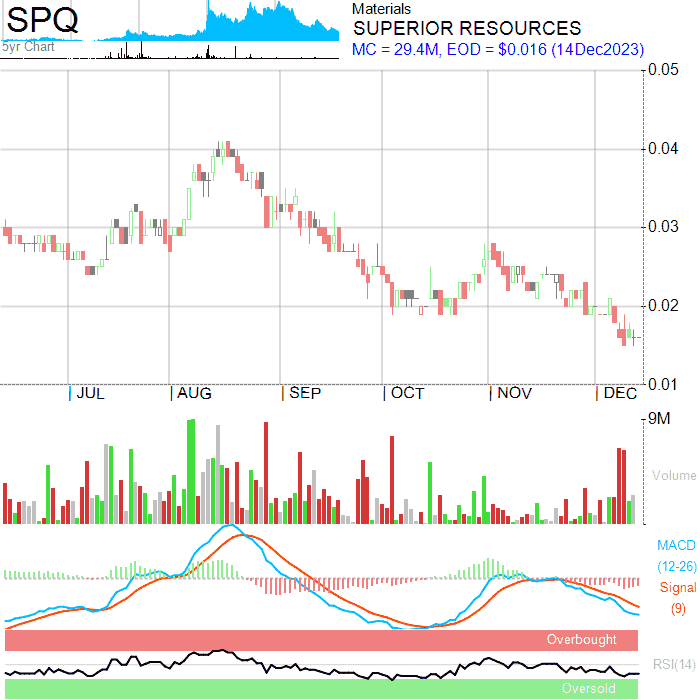 SPQ
5yr Chart
Materials
SUPERIOR RESOURCES
MC = 29.4M, EOD = $0.016 (14Dec2023)
0.05
0.04
0.03
0.02
0.01
JUL AUG SEP OCT NOV DEC
9M
Volume
MACD
(12-26)
Signal
(9)
Overbought
RSI(14)
Oversold